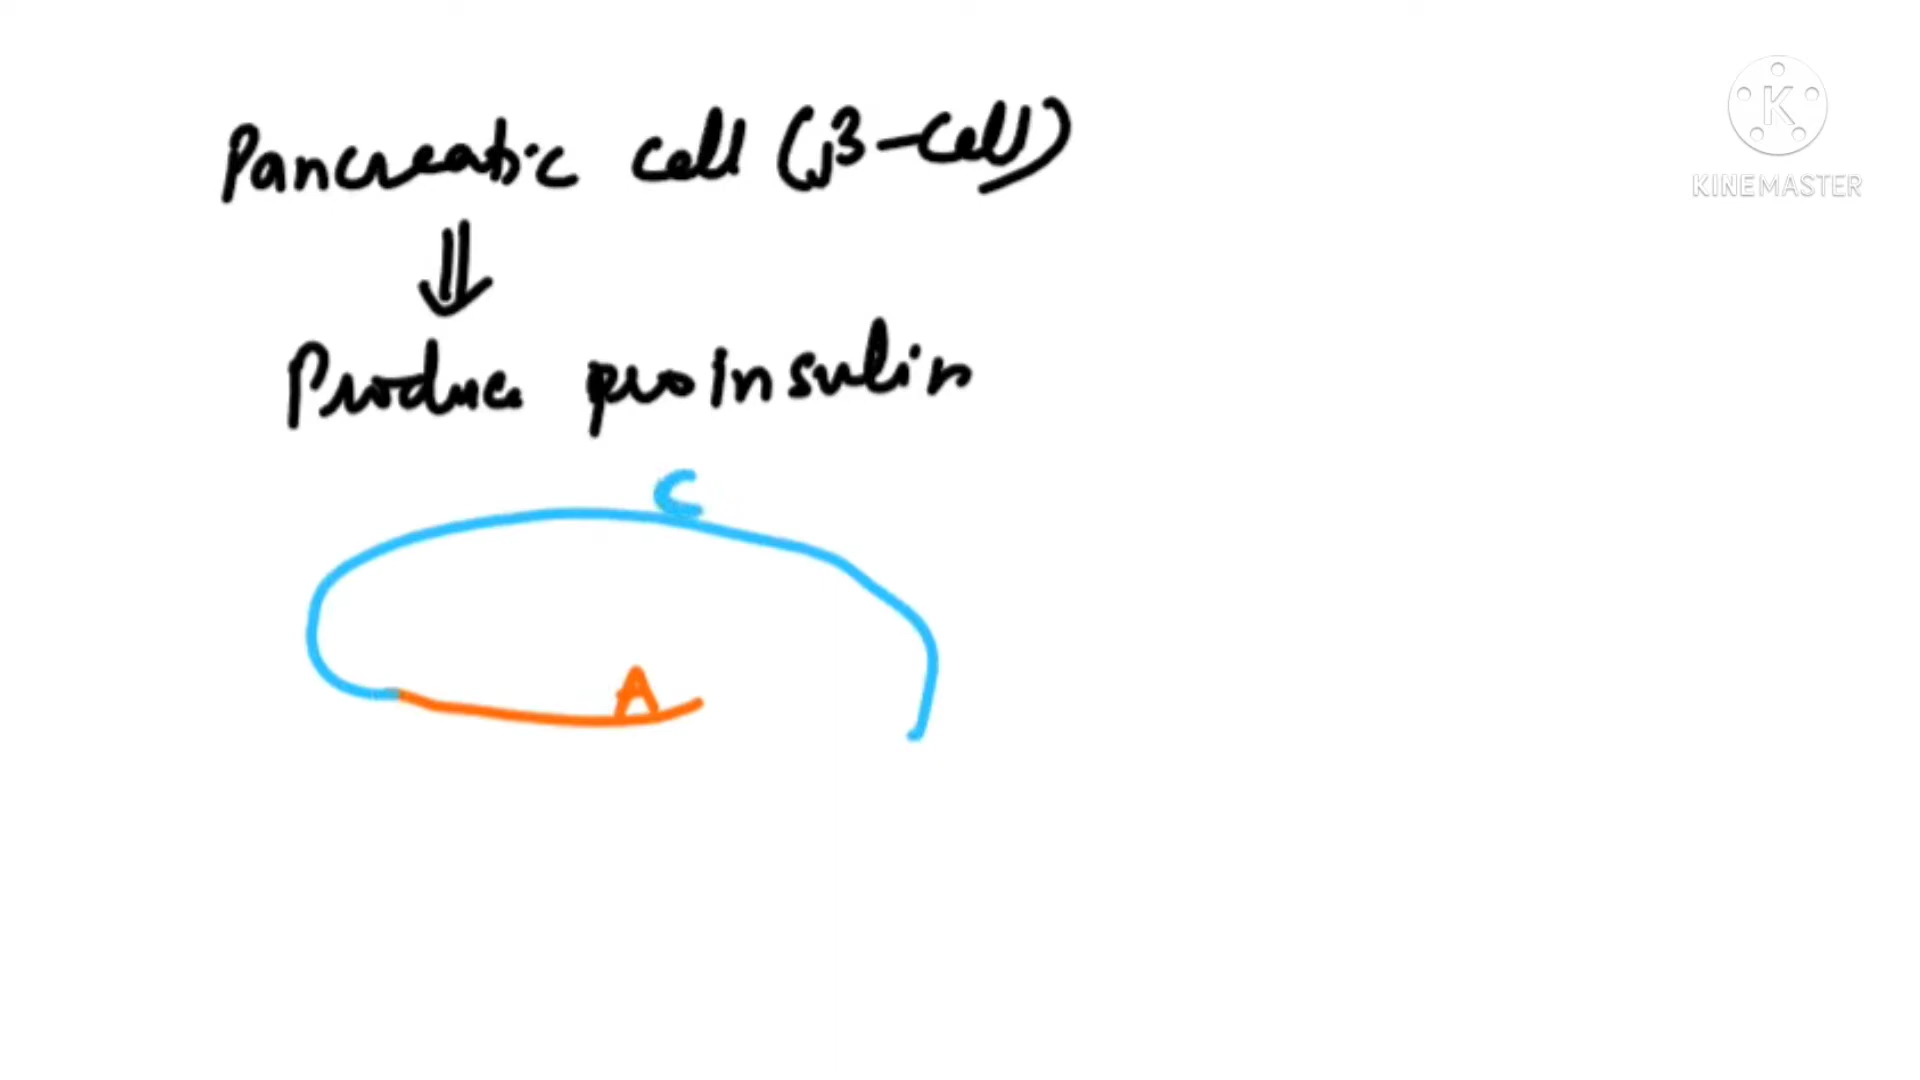 Pancreatic cell (β-cell)
⇓
Produce proinsulin
C
A
K
KINEMASTER